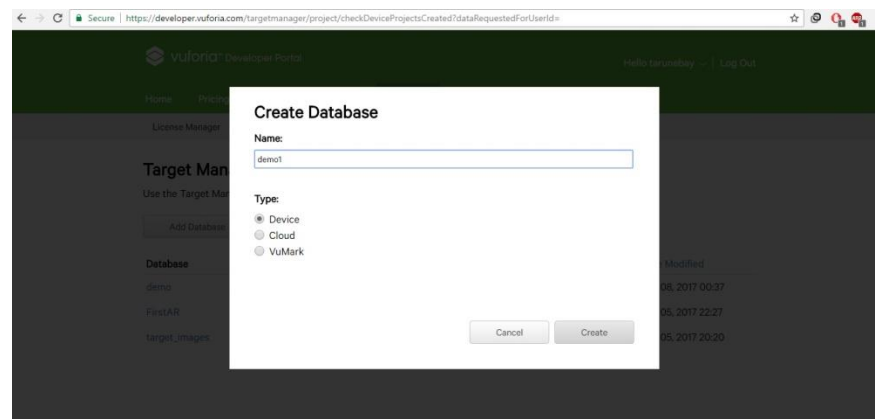 Secure | https://developer.vuforia.com/targetmanager/project/checkDeviceProjectsCreated?dataRequestedForUserId=
vuforia Developer Portal
Hello tarunabay | Log Out
Home Pricing
License Manager
Target Man
Use the Target Man
Add Database
Database
Modified
demo
08, 2017 00:37
FirstAR
05, 2017 22:27
target_images
05, 2017 20:20
Create Database
Name:
demo1
Type:
Device
Cloud
VuMark
Cancel
Create